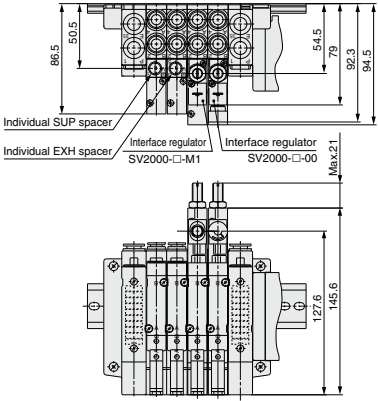 86.5
50.5
54.5
79
92.3
94.5
Individual SUP spacer
Individual EXH spacer
Interface regulator
SV2000-□-M1
Interface regulator
SV2000-□-00
Max.21
127.6
145.6